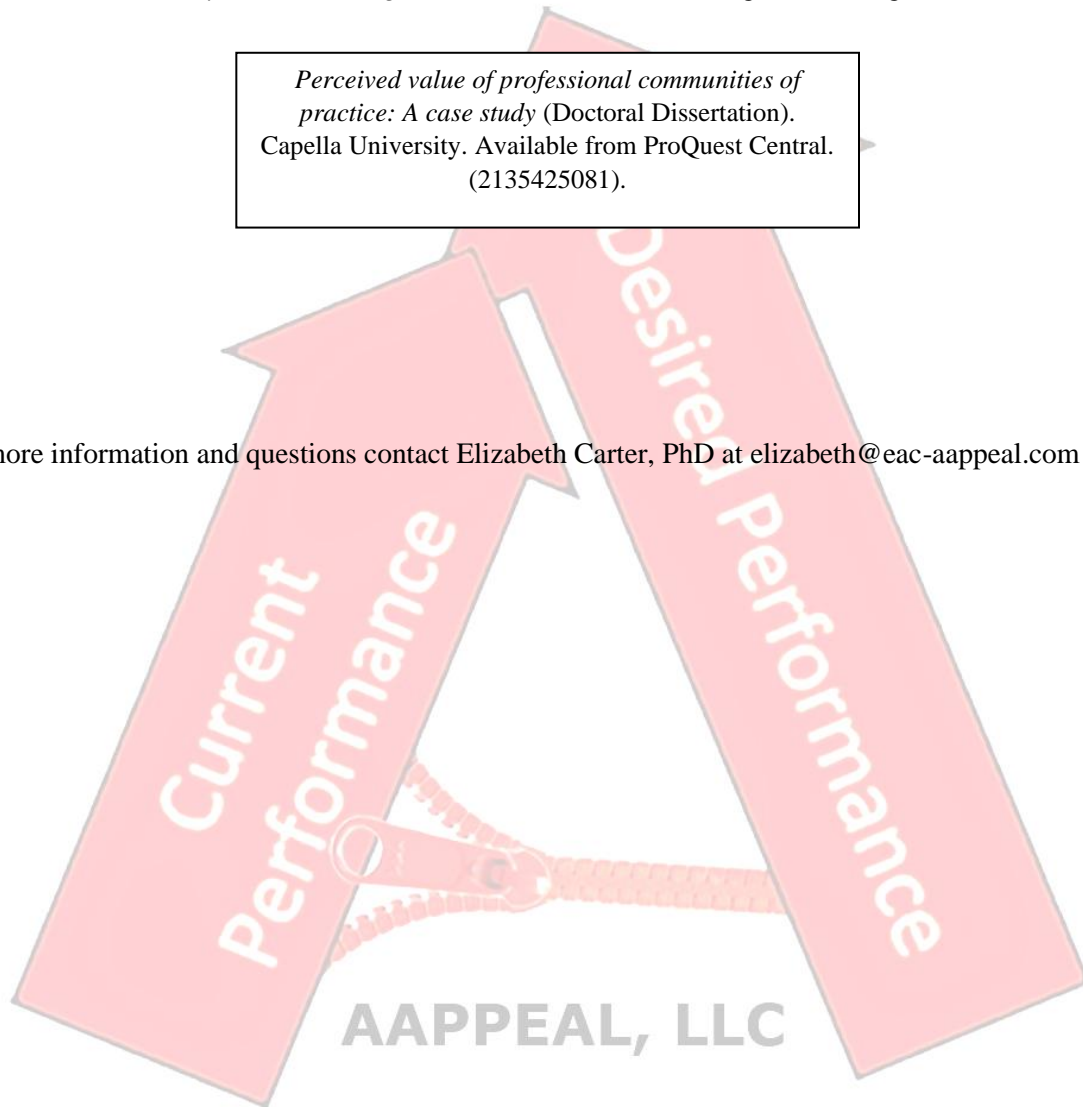 Perceived value of professional communities of
practice: A case study (Doctoral Dissertation).
Capella University. Available from ProQuest Central.
(2135425081).
more information and questions contact Elizabeth Carter, PhD at elizabeth@eac-aappeal.com
Current
Performance
Desired Performance
AAPPEAL, LLC